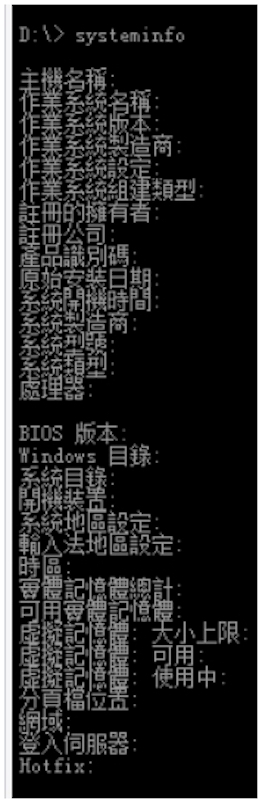 D:\> systeminfo
主機名稱:
作業系統名稱:
作業系統版本:
作業系統製造商:
作業系統設定:
作業系統組建類型:
註冊的擁有者:
註冊公司:
產品識別碼:
原始安裝日期:
系統開機時間:
系統製造商:
系統型號:
系統類型:
處理器:
BIOS 版本:
Windows 目錄:
系統目錄:
開機裝置:
系統地區設定:
輸入法地區設定:
時區:
實體記憶體總計:
可用實體記憶體:
虛擬記憶體: 大小上限:
虛擬記憶體: 可用:
虛擬記憶體: 使用中:
分頁檔位置:
網域:
登入伺服器:
Hotfix: